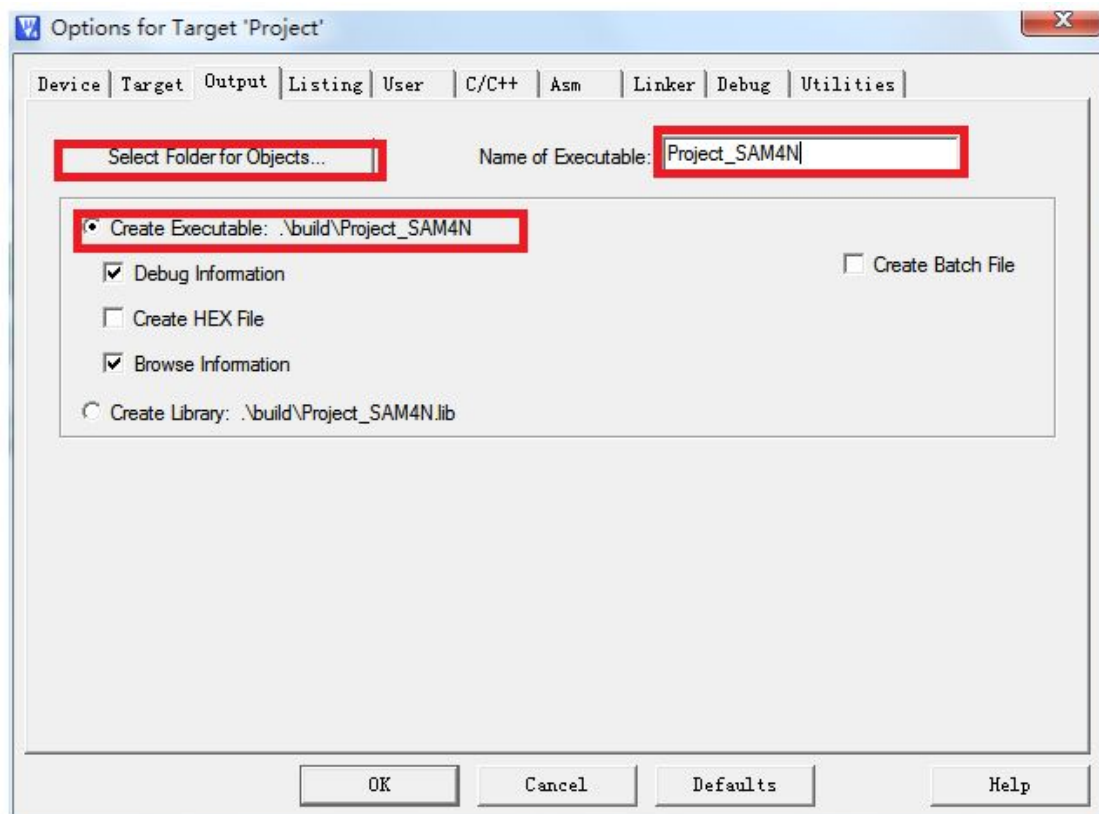 Options for Target 'Project'
Device Target Output Listing User C/C++ Asm Linker Debug Utilities
Select Folder for Objects... Name of Executable: Project_SAM4N
Create Executable: .\build\Project_SAM4N
Debug Information Create Batch File
Create HEX File
Browse Information
Create Library: .\build\Project_SAM4N.lib
OK Cancel Defaults Help